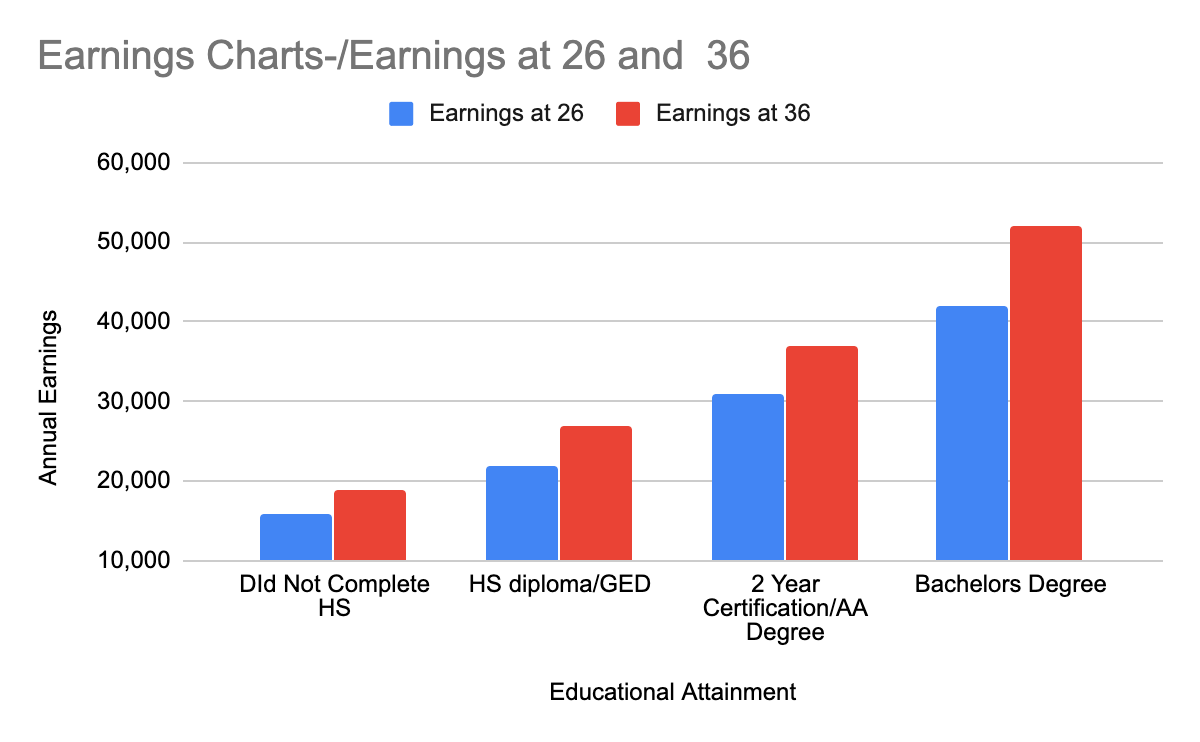 Earnings Charts-/Earnings at 26 and  36
Earnings at 26
Earnings at 36
60,000
50,000
40,000
30,000
20,000
10,000
Annual Earnings
DId Not Complete
HS
HS diploma/GED
2 Year
Certification/AA
Degree
Bachelors Degree
Educational Attainment